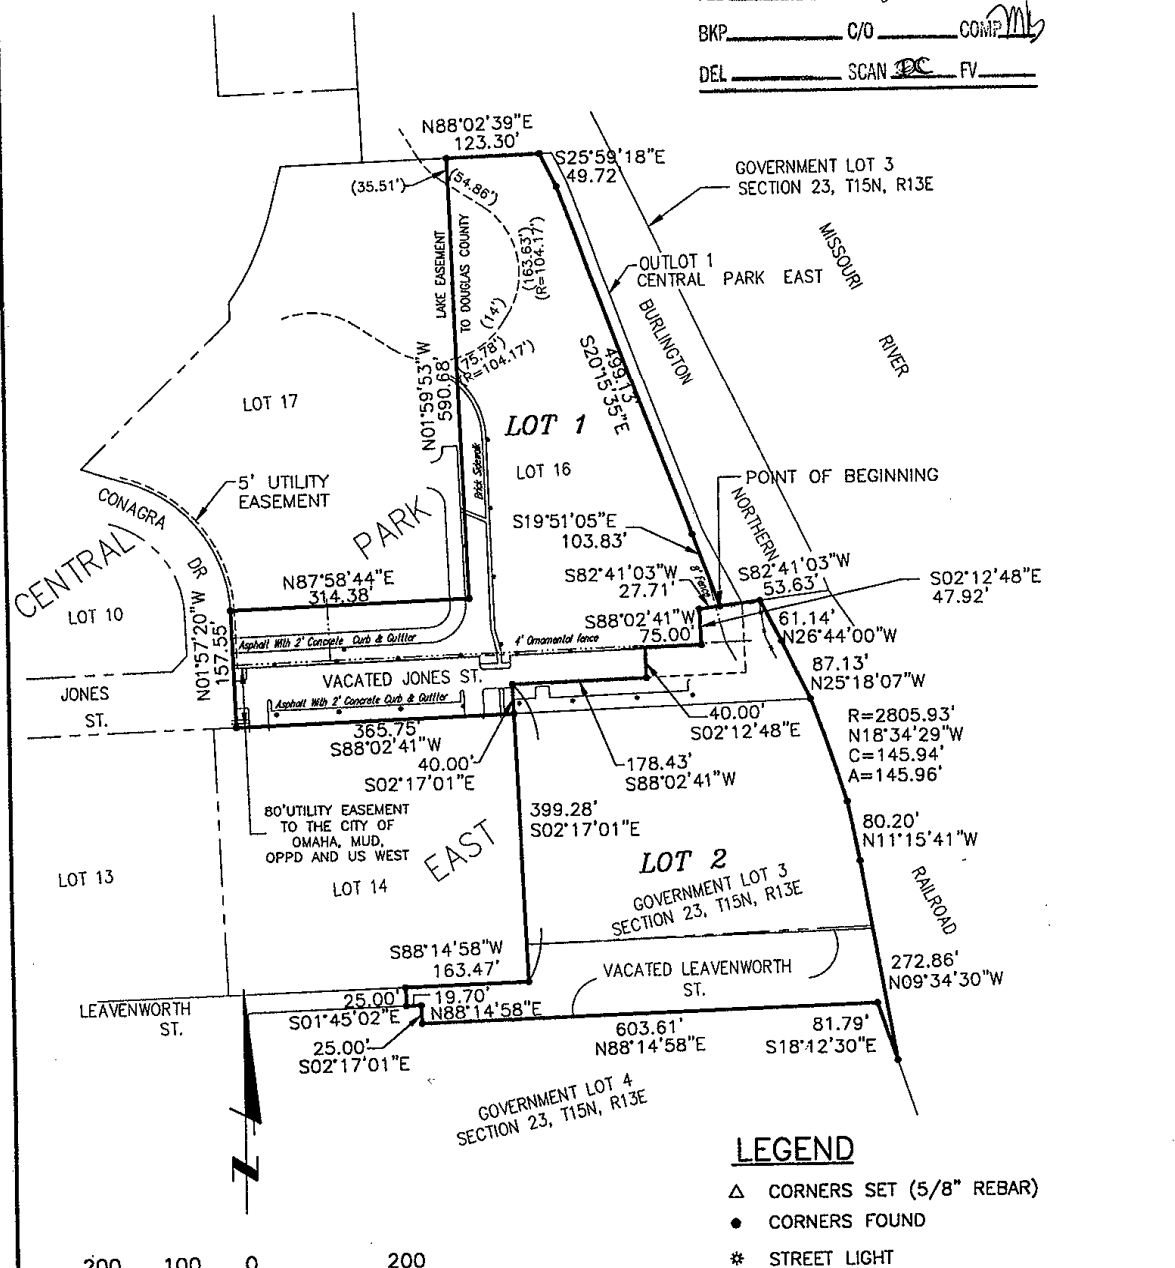 BKP C/O COMP
DEL SCAN DC FV
N88°02'39"E
123.30'
S25°59'18"E
49.72'
GOVERNMENT LOT 3
SECTION 23, T15N, R13E
(35.51')
(54.86')
LAKE EASEMENT
TO DOUGLAS COUNTY
(163.63')
(R=104.17')
(14')
(75.78')
(R=104.17')
MISSOURI
RIVER
OUTLOT 1
CENTRAL PARK EAST
BURLINGTON
499.13'
S20°15'35"E
N01°59'53"W
590.68'
LOT 17
LOT 1
LOT 16
Brick Sidewalk
5' UTILITY
EASEMENT
POINT OF BEGINNING
NORTHERN
CONAGRA
DR
CENTRAL
PARK
S19°51'05"E
103.83'
8' Fence
S82°41'03"W
27.71'
S82°41'03"W
53.63'
S02°12'48"E
47.92'
N87°58'44"E
314.38'
LOT 10
S88°02'41"W
75.00'
61.14'
N26°44'00"W
N01°57'20"W
157.55'
Asphalt With 2' Concrete Curb & Guttter
4' Ornamental fence
87.13'
N25°18'07"W
JONES
ST.
VACATED JONES ST.
Asphalt With 2' Concrete Curb & Guttter
365.75'
S88°02'41"W
40.00'
S02°12'48"E
R=2805.93'
N18°34'29"W
C=145.94'
A=145.96'
40.00'
S02°17'01"E
178.43'
S88°02'41"W
80'UTILITY EASEMENT
TO THE CITY OF
OMAHA, MUD,
OPPD AND US WEST
399.28'
S02°17'01"E
80.20'
N11°15'41"W
EAST
LOT 2
LOT 13
LOT 14
GOVERNMENT LOT 3
SECTION 23, T15N, R13E
RAILROAD
S88°14'58"W
163.47'
VACATED LEAVENWORTH
ST.
272.86'
N09°34'30"W
LEAVENWORTH
ST.
25.00'
S01°45'02"E
19.70'
N88°14'58"E
25.00'
S02°17'01"E
603.61'
N88°14'58"E
81.79'
S18°12'30"E
GOVERNMENT LOT 4
SECTION 23, T15N, R13E
N
LEGEND
CORNERS SET (5/8" REBAR)
CORNERS FOUND
STREET LIGHT
200 100 0 200